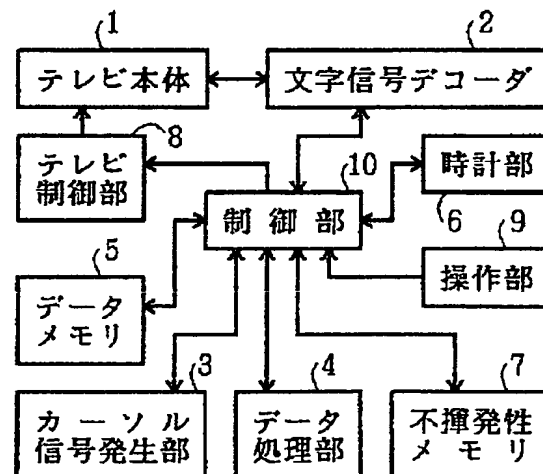 1
2
テレビ本体
文字信号デコーダ
8
10
テレビ
制御部
時計部
制御部
6
9
5
操作部
データ
メモリ
3
4
7
カーソル
信号発生部
データ
処理部
不揮発性
メモリ